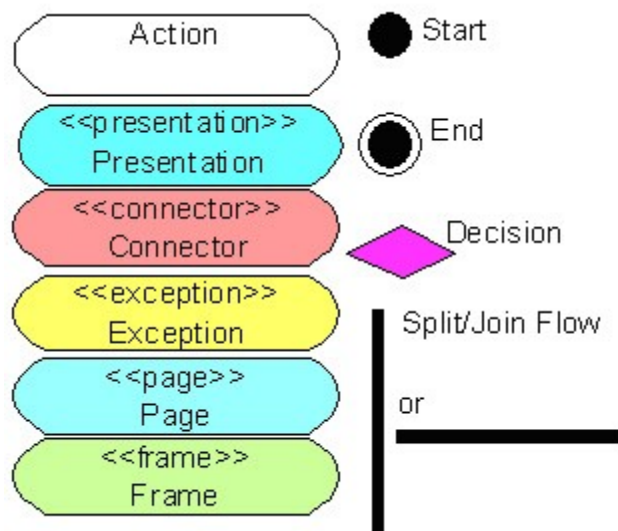 Action
<<presentation>>
Presentation
<<connector>>
Connector
<<exception>>
Exception
<<page>>
Page
<<frame>>
Frame
Start
End
Decision
Split/Join Flow
or